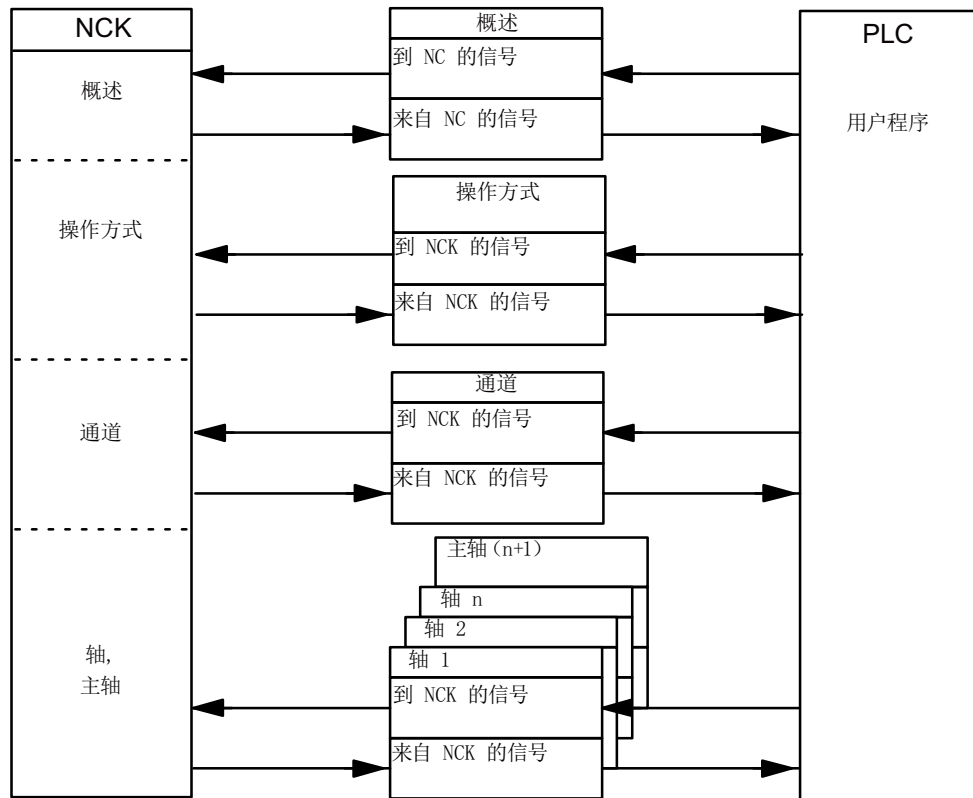 NCK
概述
操作方式
通道
轴,
主轴
概述
到 NC 的信号
来自 NC 的信号
操作方式
到 NCK 的信号
来自 NCK 的信号
通道
到 NCK 的信号
来自 NCK 的信号
主轴(n+1)
轴 n
轴 2
轴 1
到 NCK 的信号
来自 NCK 的信号
PLC
用户程序